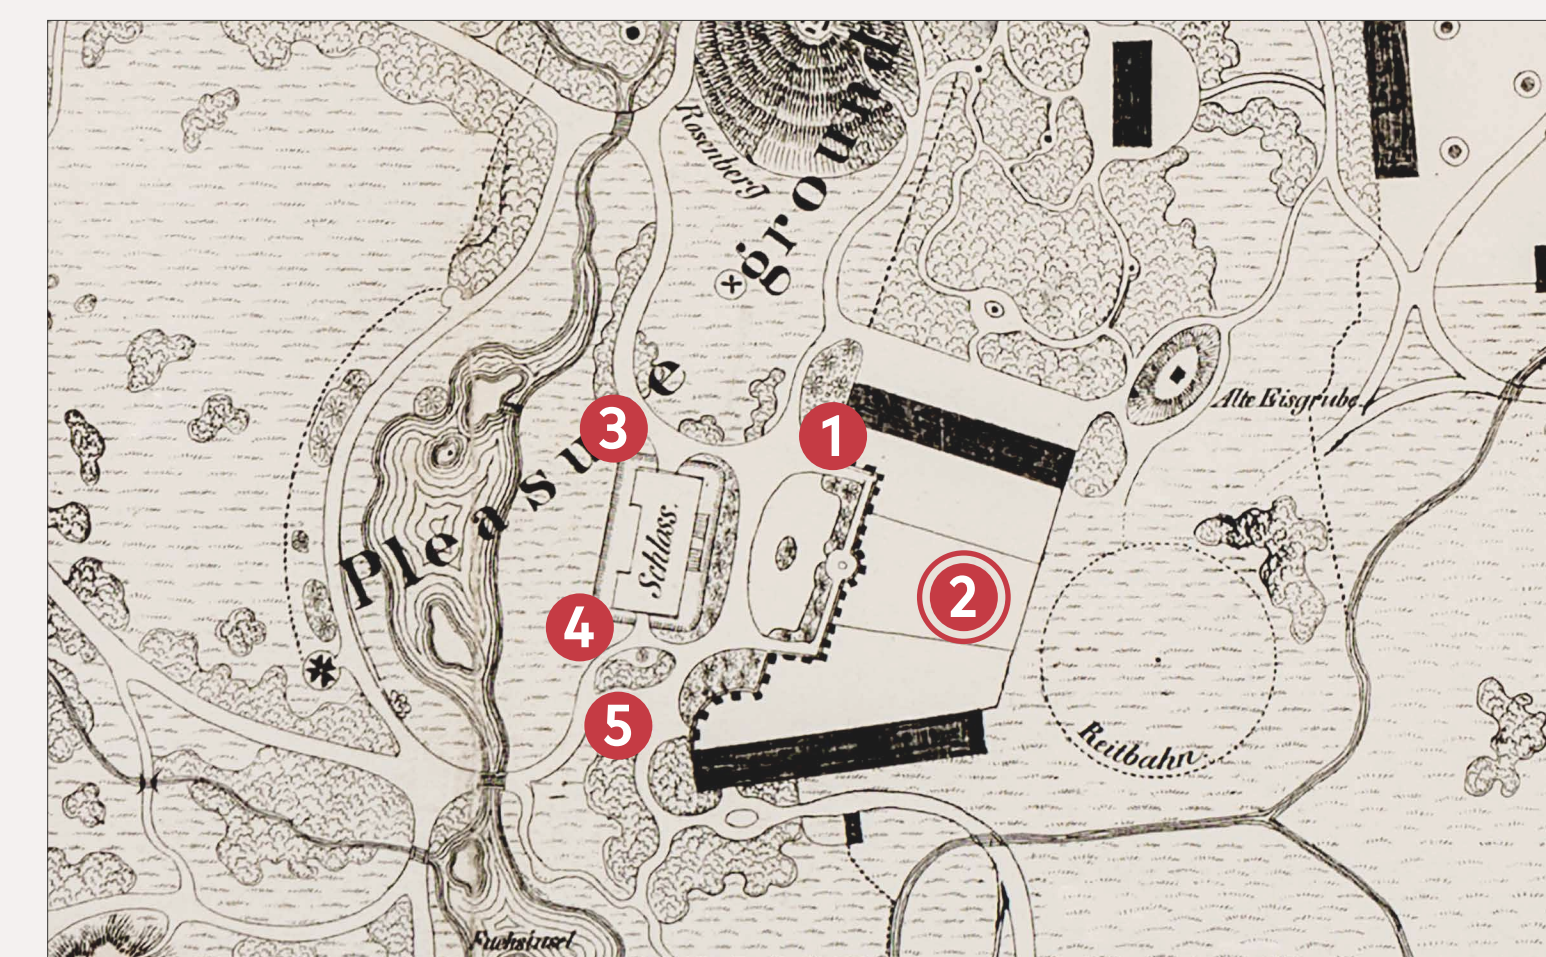 Pleasure ground
Rosenberg
Alte Eisgrube.
1
3
Schloss.
2
4
5
Reitbahn
Fuchsinsel